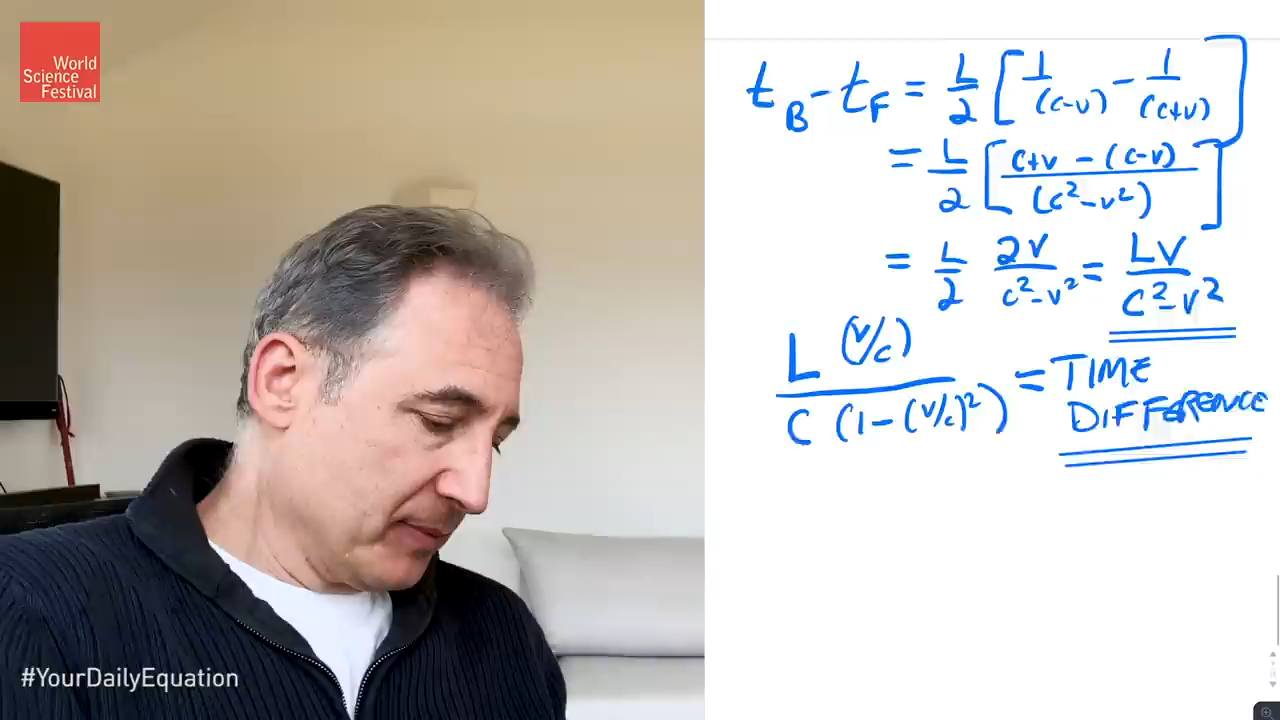 World
Science
Festival
t_B - t_F = L/2 [ 1/(c-v) - 1/(c+v) ]
= L/2 [ (c+v - (c-v))/(c²-v²) ]
= L/2 2v/(c²-v²) = Lv/(c²-v²)
L (v/c) / C (1-(v/c)²) = TIME
DIFFERENCE
#YourDailyEquation